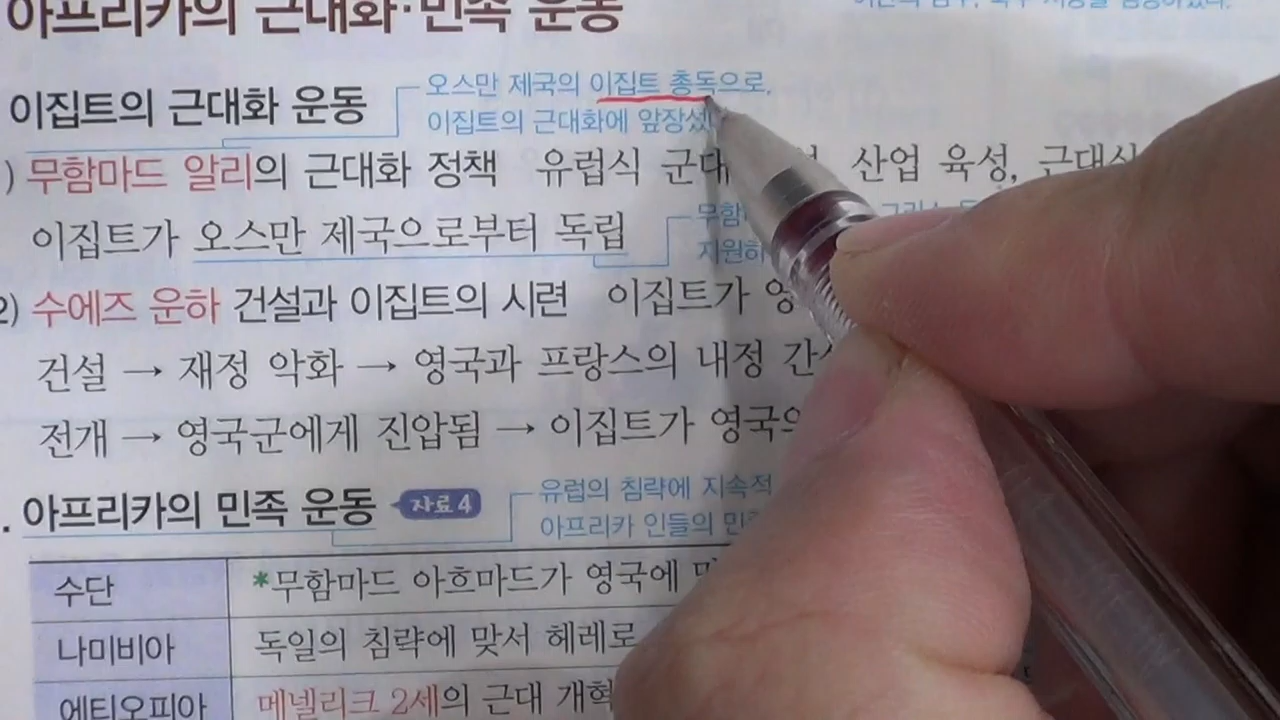 아프리카의 근대화·민족 운동
이집트의 근대화 운동
오스만 제국의 이집트 총독으로,
이집트의 근대화에 앞장섰
) 무함마드 알리의 근대화 정책 유럽식 군대 산업 육성, 근대식
이집트가 오스만 제국으로부터 독립
지원하
2) 수에즈 운하 건설과 이집트의 시련 이집트가 영
건설 → 재정 악화 → 영국과 프랑스의 내정 간
전개 → 영국군에게 진압됨 → 이집트가 영국의
. 아프리카의 민족 운동 자료 4
유럽의 침략에 지속적
아프리카 인들의 민
수단 *무함마드 아흐마드가 영국에
나미비아 독일의 침략에 맞서 헤레로
에티오피아 메넬리크 2세의 근대 개혁